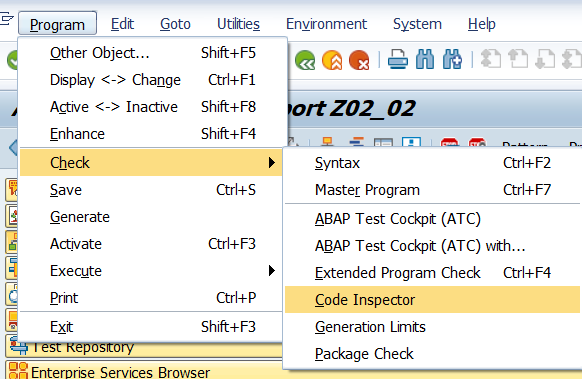 Program Edit Goto Utilities Environment System Help
Other Object... Shift+F5
Display <-> Change Ctrl+F1
Active <-> Inactive Shift+F8
Enhance Shift+F4
Check
Save Ctrl+S
Generate
Activate Ctrl+F3
Execute
Print Ctrl+P
Exit Shift+F3
port Z02_02
Syntax Ctrl+F2
Master Program Ctrl+F7
ABAP Test Cockpit (ATC)
ABAP Test Cockpit (ATC) with...
Extended Program Check Ctrl+F4
Code Inspector
Generation Limits
Package Check
Test Repository
Enterprise Services Browser